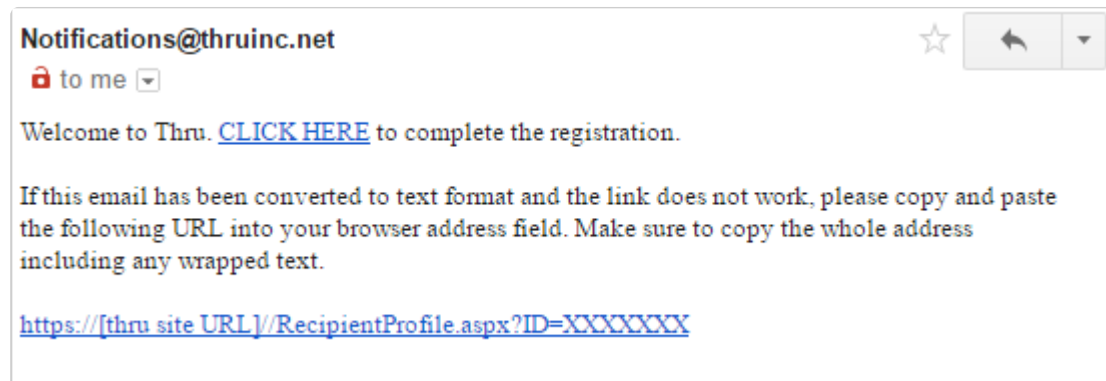 Notifications@thruinc.net
to me
Welcome to Thru. CLICK HERE to complete the registration.
If this email has been converted to text format and the link does not work, please copy and paste
the following URL into your browser address field. Make sure to copy the whole address
including any wrapped text.
https://[thru site URL]//RecipientProfile.aspx?ID=XXXXXXX